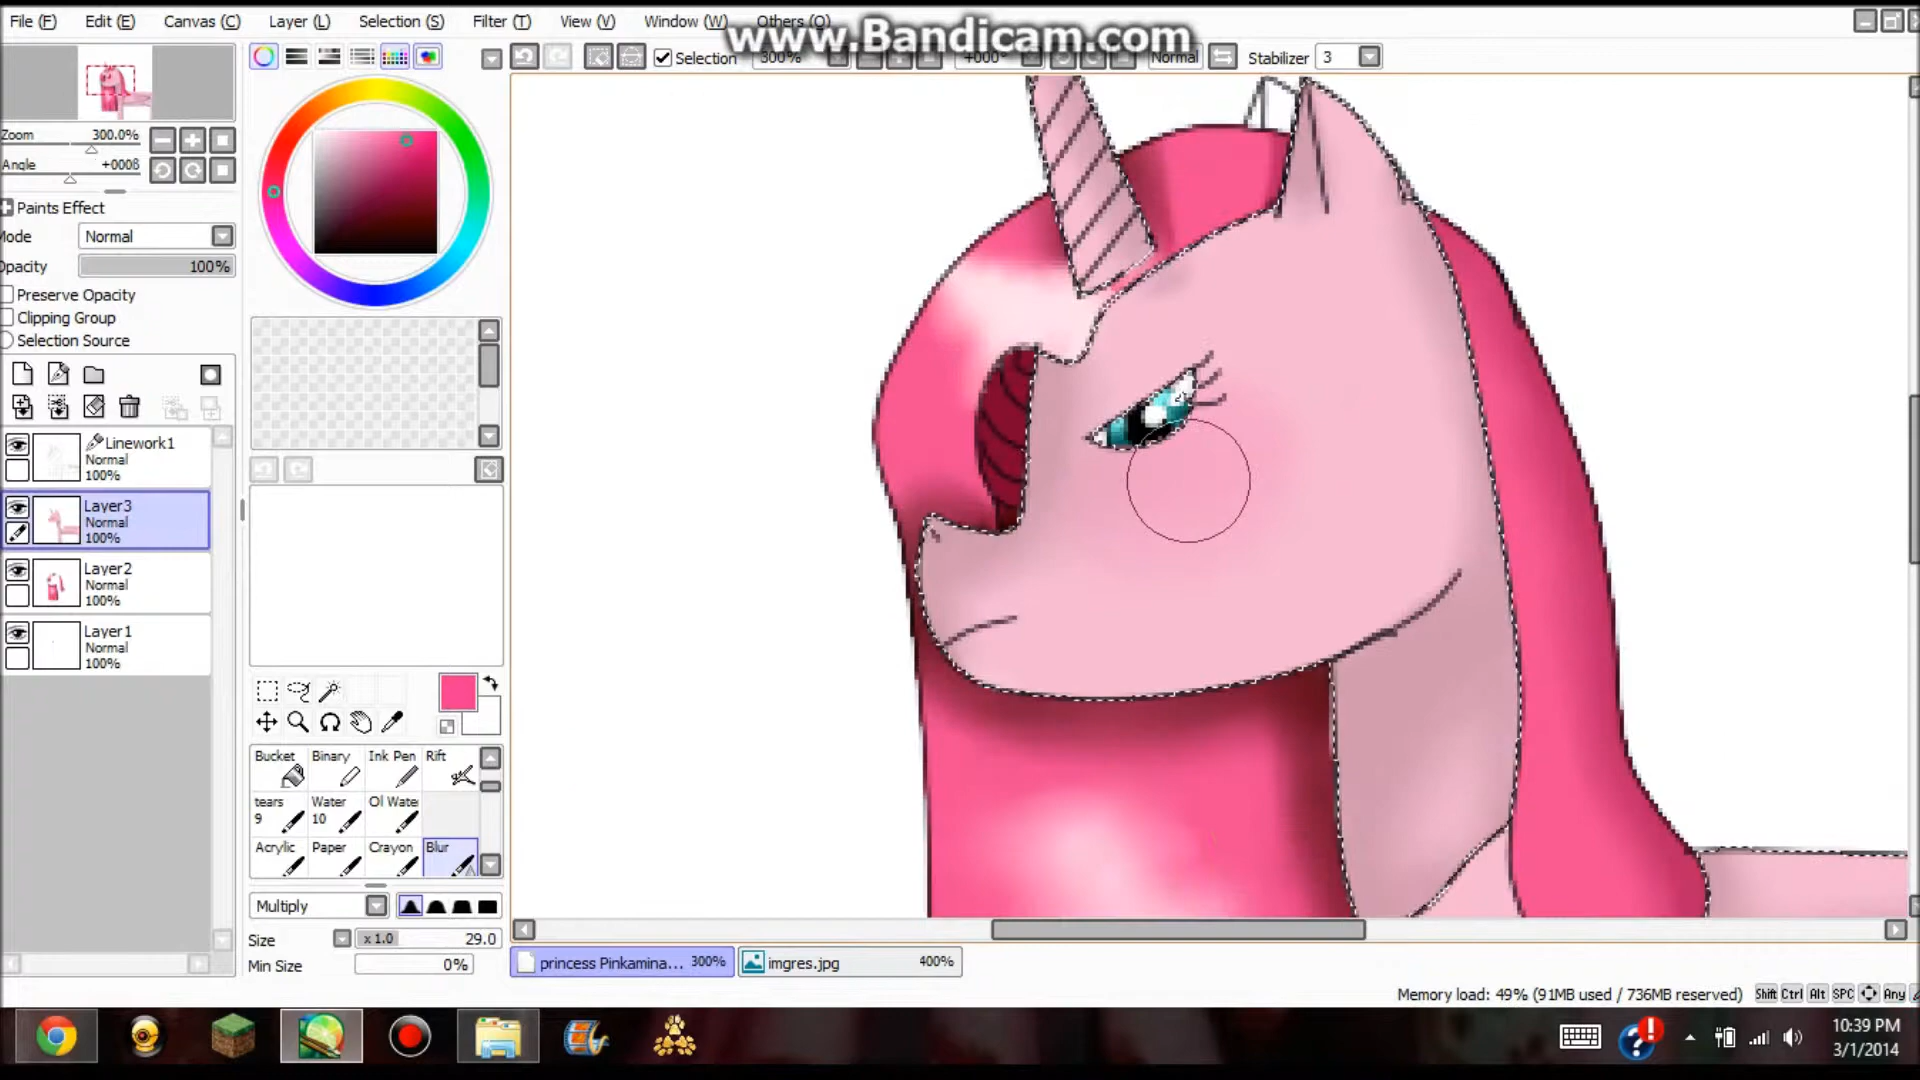 File (F) Edit (E) Canvas (C) Layer (L) Selection (S) Filter (T) View (V) Window (W) Others (O)
www.Bandicam.com
Selection 300% +000° Normal Stabilizer 3
Zoom 300.0%
Angle +000ß
Paints Effect
Mode Normal
Opacity 100%
Preserve Opacity
Clipping Group
Selection Source
Linework1
Normal
100%
Layer3
Normal
100%
Layer2
Normal
100%
Layer1
Normal
100%
Bucket Binary Ink Pen Rift
tears Water Ol Wate
9 10
Acrylic Paper Crayon Blur
Multiply
Size x 1.0 29.0
Min Size 0%
princess Pinkamina... 300% imgres.jpg 400%
Memory load: 49% (91MB used / 736MB reserved) Shift Ctrl Alt SPC Any
10:39 PM
3/1/2014